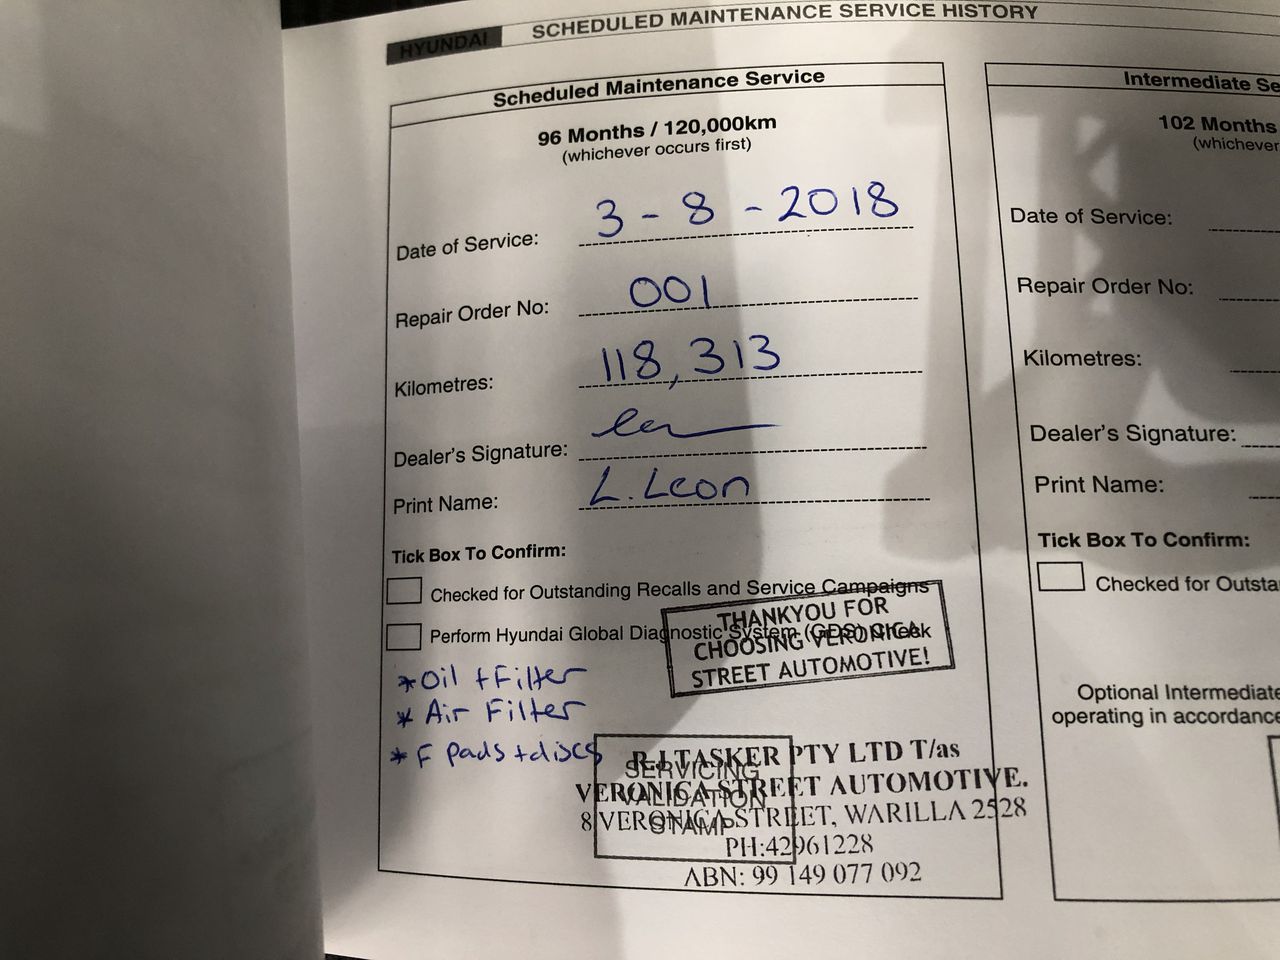 HYUNDAI SCHEDULED MAINTENANCE SERVICE HISTORY
Scheduled Maintenance Service
96 Months / 120,000km
(whichever occurs first)
Date of Service: 3 - 8 - 2018
Repair Order No: 001
Kilometres: 118,313
Dealer's Signature:
Print Name: L. Leon
Tick Box To Confirm:
Checked for Outstanding Recalls and Service Campaigns
Perform Hyundai Global Diagnostic System (GDS) Check
THANKYOU FOR
CHOOSING VERONICA
STREET AUTOMOTIVE!
* Oil + Filter
* Air Filter
* F pads + discs
SERVICING
VALIDATION
STAMP
R.J.TASKER PTY LTD T/as
VERONICA STREET AUTOMOTIVE.
8 VERONICA STREET, WARILLA 2528
PH:42961228
ABN: 99 149 077 092
Intermediate Se
102 Months
(whichever
Date of Service:
Repair Order No:
Kilometres:
Dealer's Signature:
Print Name:
Tick Box To Confirm:
Checked for Outsta
Optional Intermediate
operating in accordance